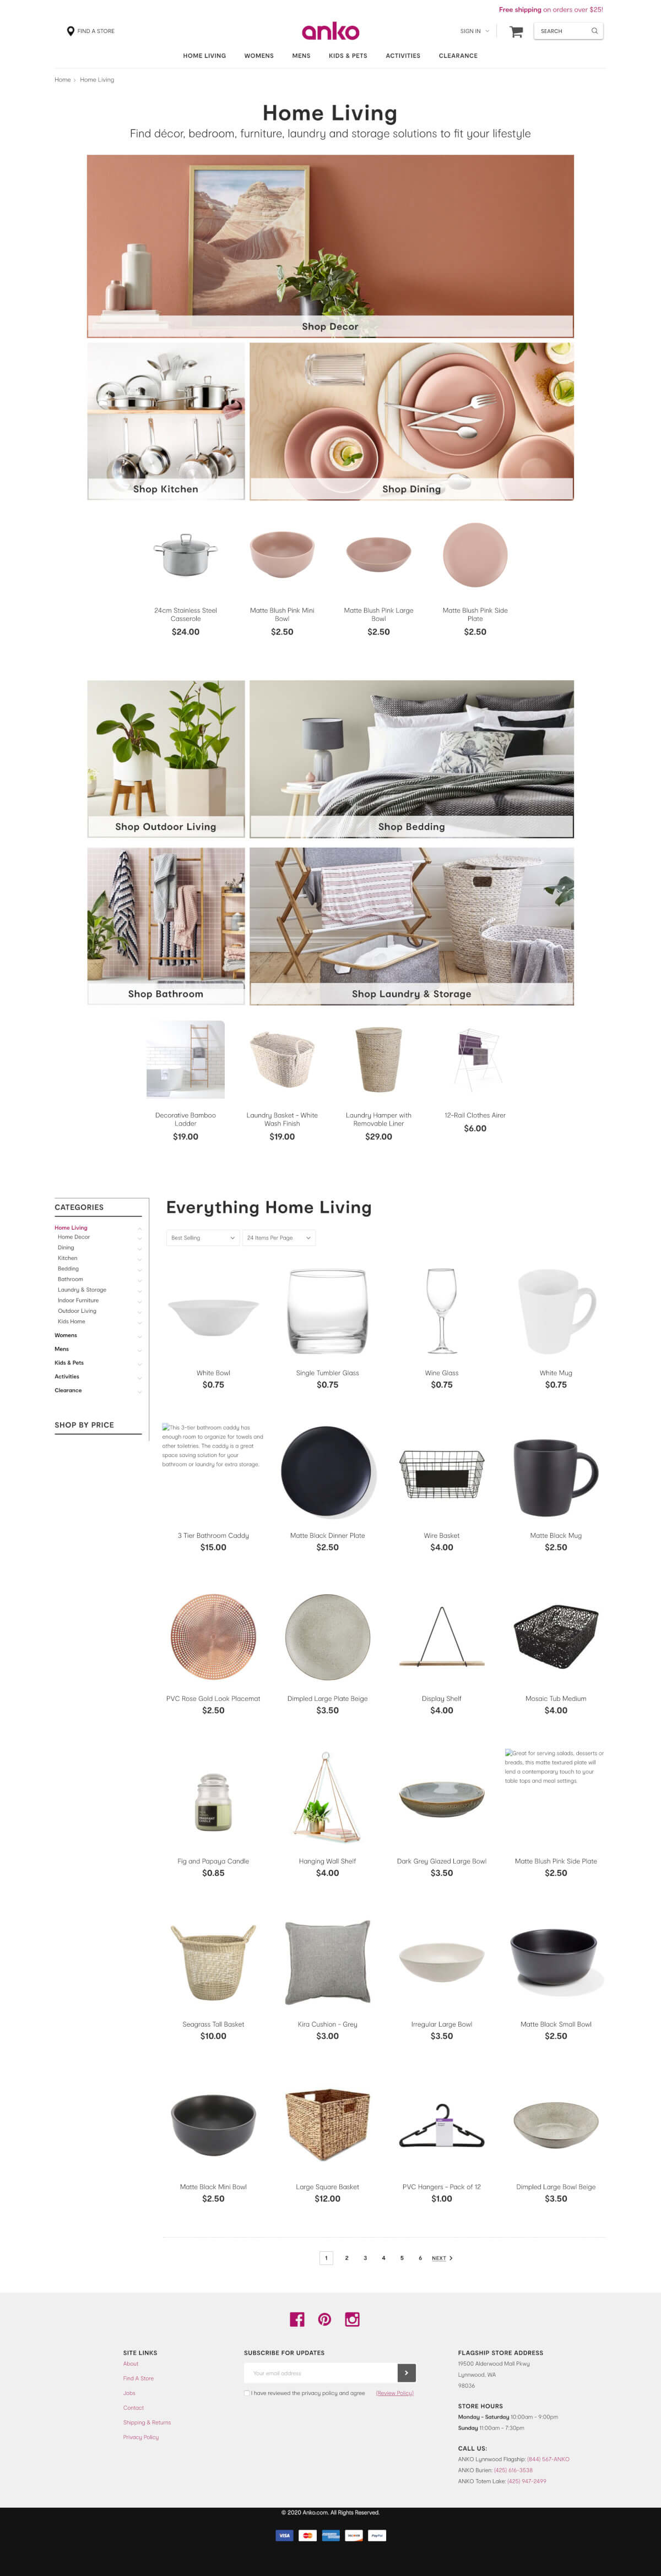 Free shipping on orders over $25!
FIND A STORE
anko
SIGN IN
SEARCH
HOME LIVING WOMENS MENS KIDS & PETS ACTIVITIES CLEARANCE
Home > Home Living
Home Living
Find décor, bedroom, furniture, laundry and storage solutions to fit your lifestyle
Shop Decor
Shop Kitchen
Shop Dining
24cm Stainless Steel
Casserole
$24.00
Matte Blush Pink Mini
Bowl
$2.50
Matte Blush Pink Large
Bowl
$2.50
Matte Blush Pink Side
Plate
$2.50
Shop Outdoor Living
Shop Bedding
Shop Bathroom
Shop Laundry & Storage
Decorative Bamboo
Ladder
$19.00
Laundry Basket - White
Wash Finish
$19.00
Laundry Hamper with
Removable Liner
$29.00
12-Rail Clothes Airer
$6.00
CATEGORIES
Home Living
Home Decor
Dining
Kitchen
Bedding
Bathroom
Laundry & Storage
Indoor Furniture
Outdoor Living
Kids Home
Womens
Mens
Kids & Pets
Activities
Clearance
SHOP BY PRICE
Everything Home Living
Best Selling
24 Items Per Page
White Bowl
$0.75
Single Tumbler Glass
$0.75
Wine Glass
$0.75
White Mug
$0.75
This 3-tier bathroom caddy has
enough room to organize for towels and
other toiletries. The caddy is a great
space saving solution for your
bathroom or laundry for extra storage.
3 Tier Bathroom Caddy
$15.00
Matte Black Dinner Plate
$2.50
Wire Basket
$4.00
Matte Black Mug
$2.50
PVC Rose Gold Look Placemat
$2.50
Dimpled Large Plate Beige
$3.50
Display Shelf
$4.00
Mosaic Tub Medium
$4.00
Fig and Papaya Candle
$0.85
Hanging Wall Shelf
$4.00
Dark Grey Glazed Large Bowl
$3.50
Great for serving salads, desserts or
breads, this matte textured plate will
lend a contemporary touch to your
table tops and meal settings.
Matte Blush Pink Side Plate
$2.50
Seagrass Tall Basket
$10.00
Kira Cushion - Grey
$3.00
Irregular Large Bowl
$3.50
Matte Black Small Bowl
$2.50
Matte Black Mini Bowl
$2.50
Large Square Basket
$12.00
PVC Hangers - Pack of 12
$1.00
Dimpled Large Bowl Beige
$3.50
1 2 3 4 5 6 NEXT >
SITE LINKS
About
Find A Store
Jobs
Contact
Shipping & Returns
Privacy Policy
SUBSCRIBE FOR UPDATES
Your email address
I have reviewed the privacy policy and agree (Review Policy)
FLAGSHIP STORE ADDRESS
19500 Alderwood Mall Pkwy
Lynnwood, WA
98036
STORE HOURS
Monday - Saturday 10:00am - 9:00pm
Sunday 11:00am - 7:30pm
CALL US:
ANKO Lynnwood Flagship: (844) 567-ANKO
ANKO Burien: (425) 616-3038
ANKO Totem Lake: (425) 947-2499
© 2020 Anko.com. All Rights Reserved.
VISA
PayPal